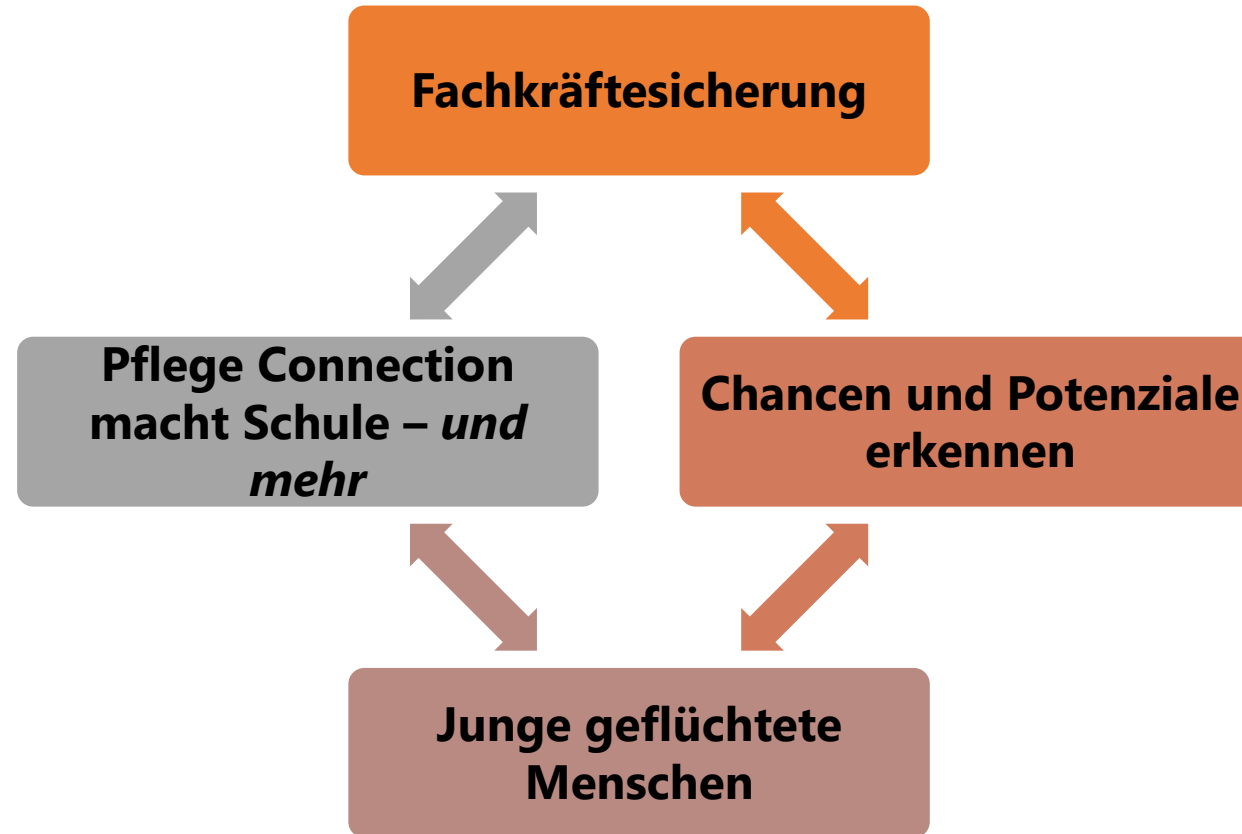 Fachkräftesicherung
Pflege Connection
macht Schule – und
mehr
Chancen und Potenziale
erkennen
Junge geflüchtete
Menschen